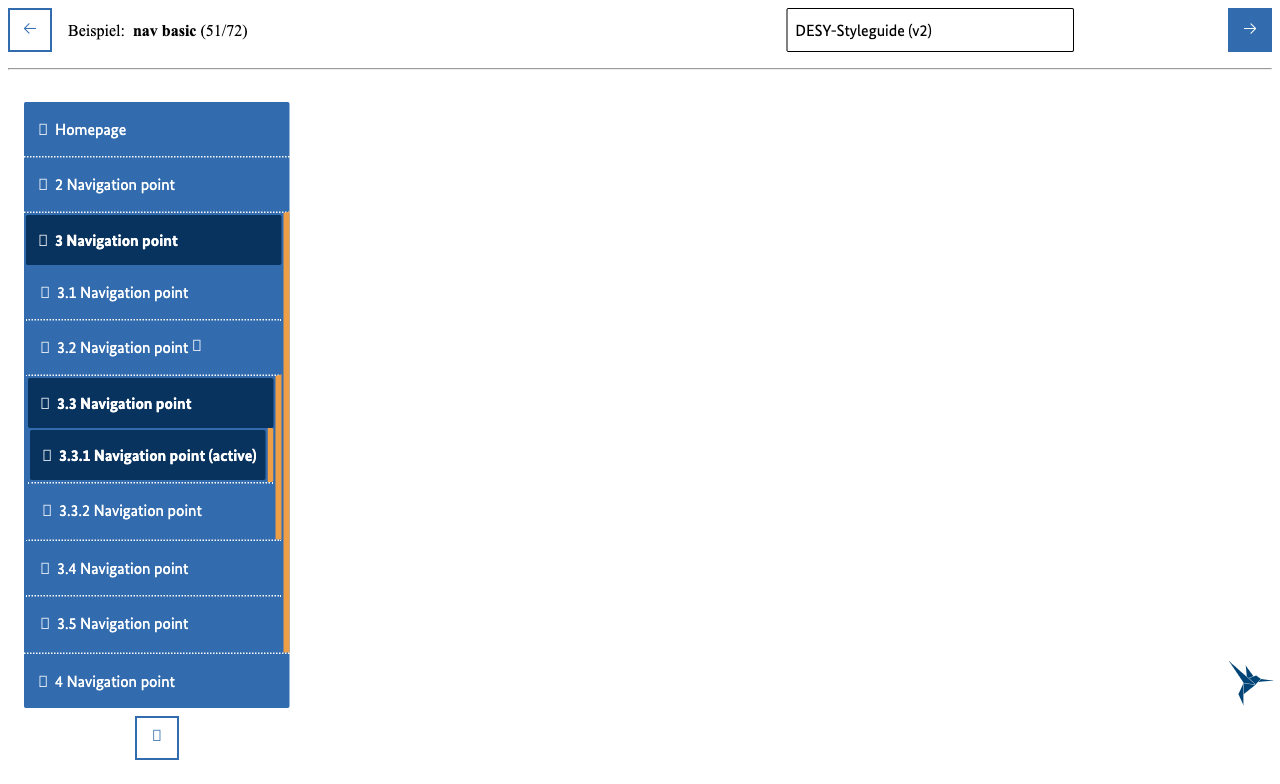 Beispiel: nav basic (51/72)
DESY-Styleguide (v2)
Homepage
2 Navigation point
3 Navigation point
3.1 Navigation point
3.2 Navigation point
3.3 Navigation point
3.3.1 Navigation point (active)
3.3.2 Navigation point
3.4 Navigation point
3.5 Navigation point
4 Navigation point